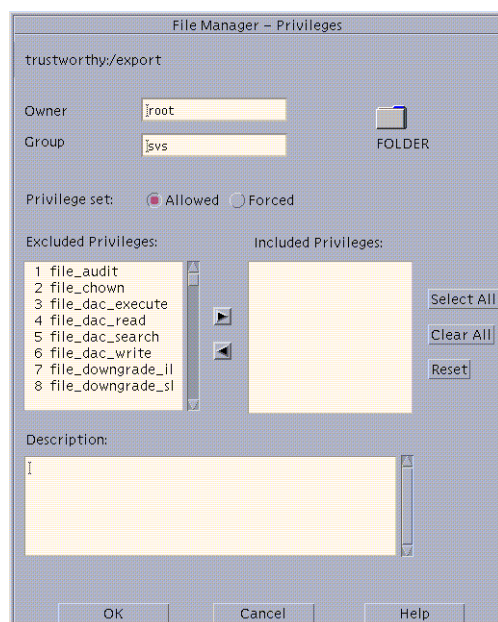 File Manager – Privileges
trustworthy:/export
Owner
root
Group
sys
FOLDER
Privilege set:
Allowed
Forced
Excluded Privileges:
Included Privileges:
1 file_audit
2 file_chown
3 file_dac_execute
4 file_dac_read
5 file_dac_search
6 file_dac_write
7 file_downgrade_il
8 file_downgrade_sl
Select All
Clear All
Reset
Description:
OK
Cancel
Help